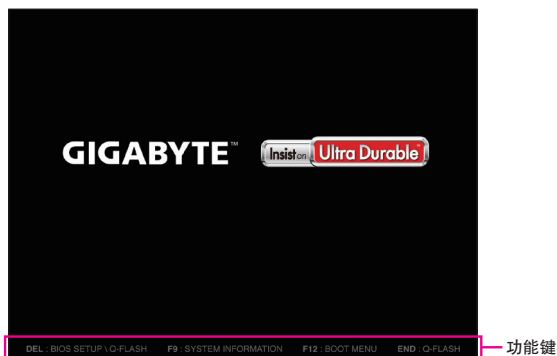 GIGABYTE™
Insist on Ultra Durable™
DEL : BIOS SETUP \ Q-FLASH F9 : SYSTEM INFORMATION F12 : BOOT MENU END : Q-FLASH
功能键